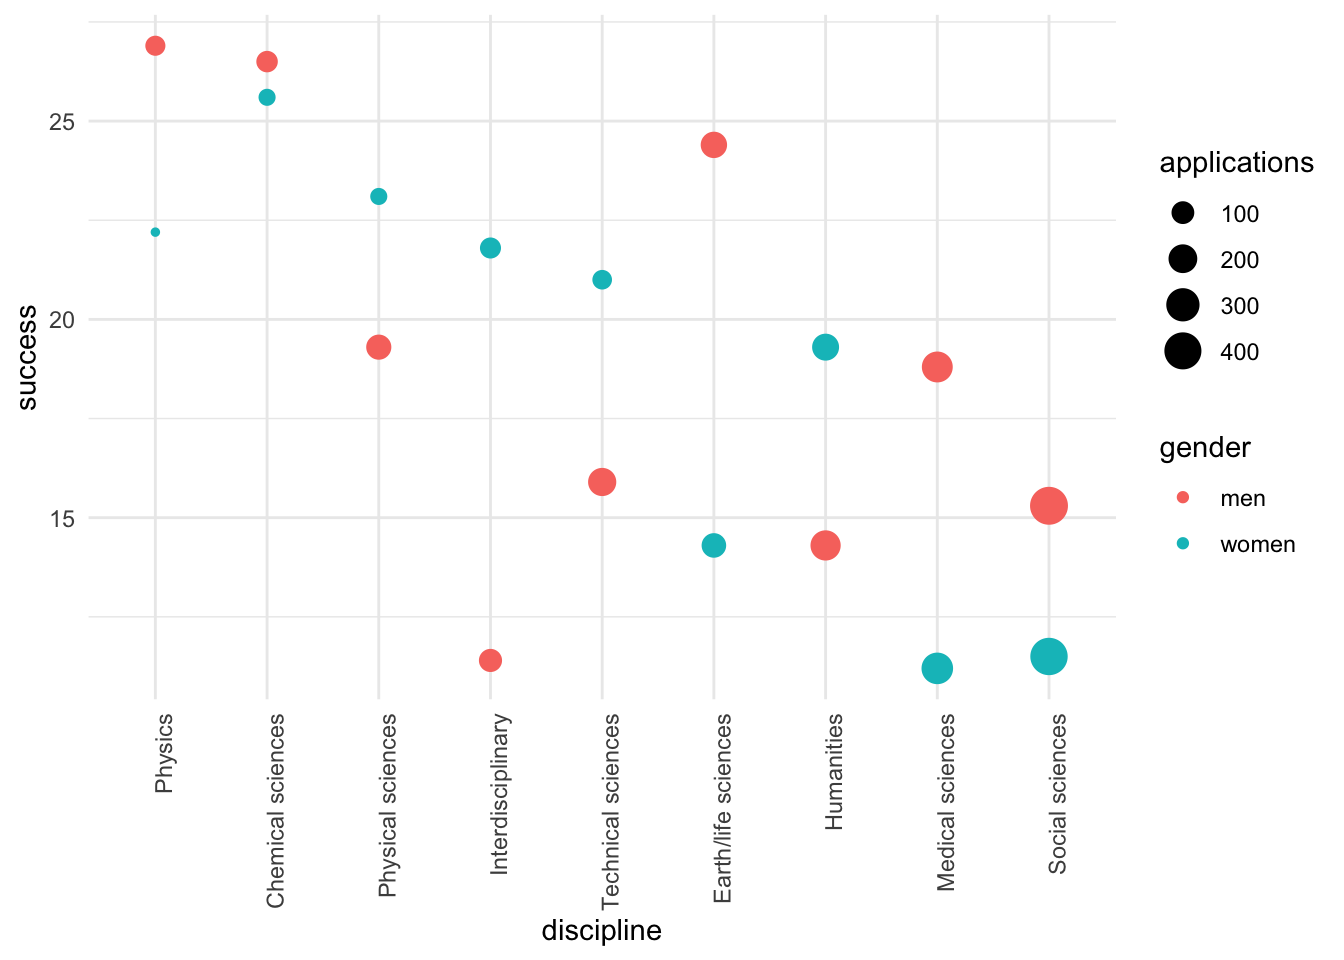 25
20
15
success
Physics
Chemical sciences
Physical sciences
Interdisciplinary
Technical sciences
Earth/life sciences
Humanities
Medical sciences
Social sciences
discipline
applications
100
200
300
400
gender
men
women